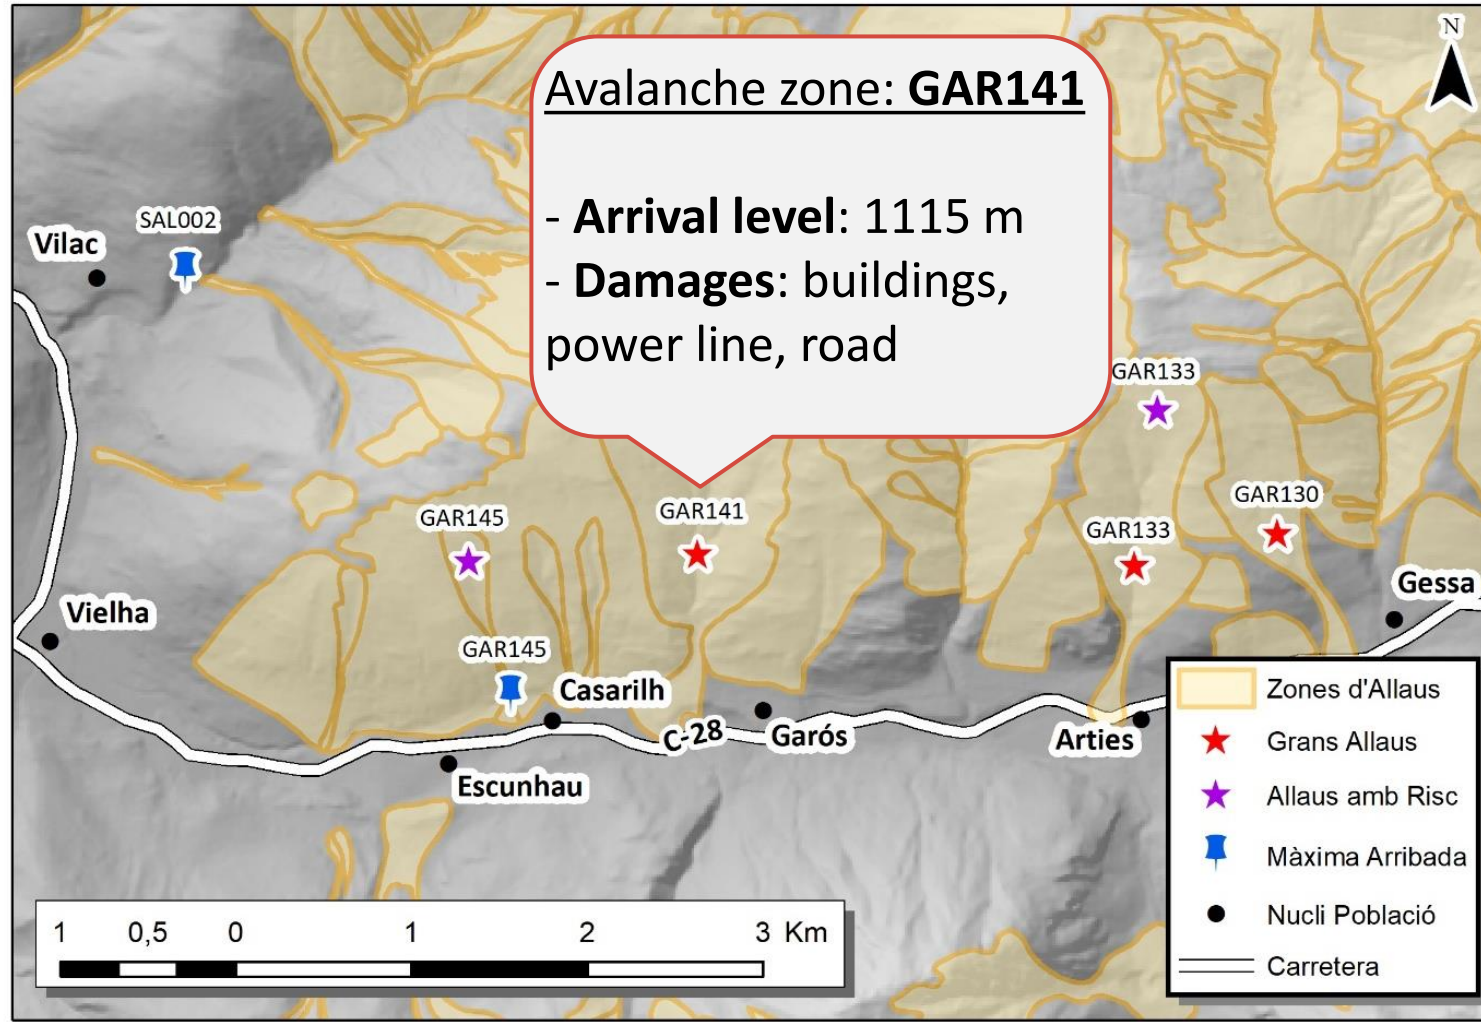 N
Avalanche zone: GAR141
- Arrival level: 1115 m
- Damages: buildings,
power line, road
SAL002
Vilac
GAR133
GAR145
GAR141
GAR130
GAR133
Gessa
Vielha
GAR145
Casarilh
C-28
Garós
Arties
Escunhau
Zones d'Allaus
Grans Allaus
Allaus amb Risc
Màxima Arribada
Nucli Població
Carretera
1 0,5 0 1 2 3 Km